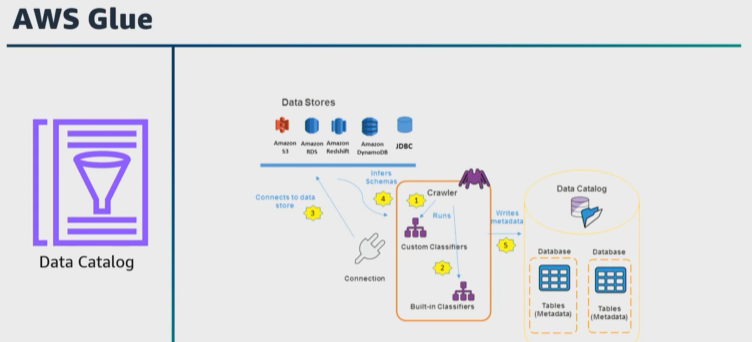 AWS Glue
Data Catalog
Data Stores
Amazon
S3
Amazon
RDS
Amazon
Redshift
Amazon
DynamoDB
JDBC
Infers
Schemas
4
Connects to data
store
3
Connection
1
Crawler
Runs
Custom Classifiers
2
Built-in Classifiers
Writes
metadata
5
Data Catalog
Database
Tables
(Metadata)
Database
Tables
(Metadata)